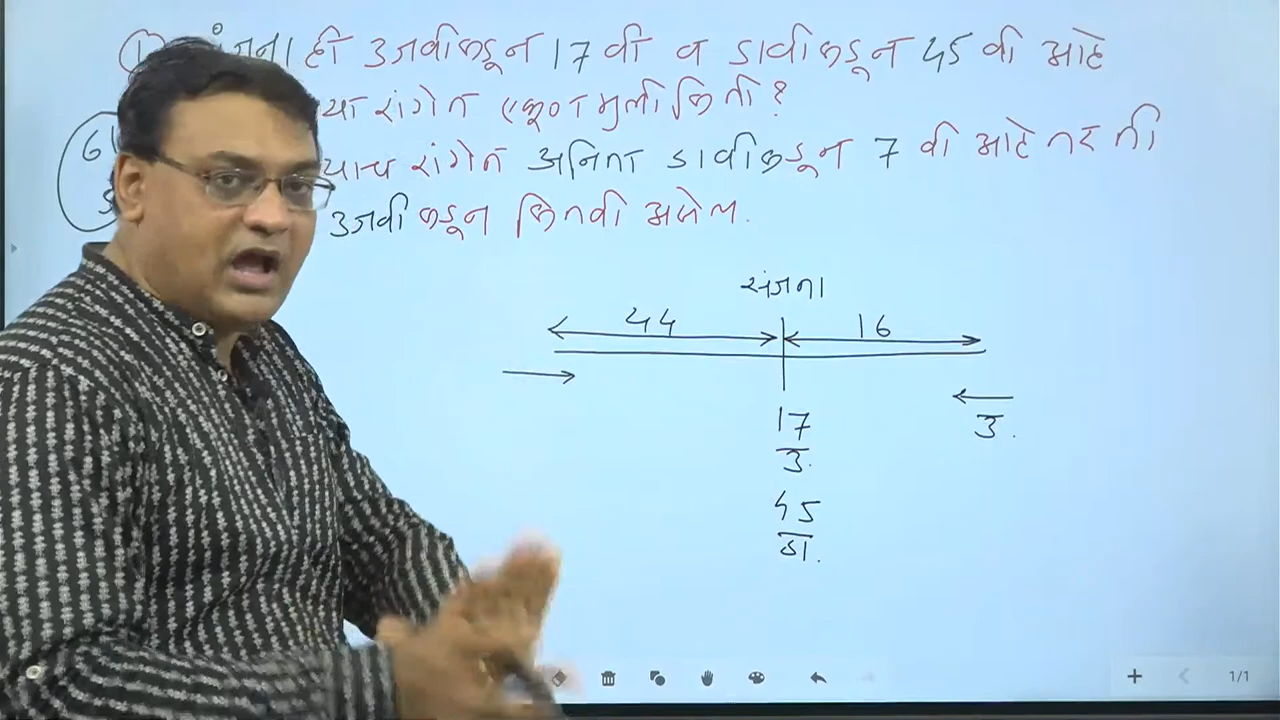 संजना ही उजवीकडून 17 वी व डावीकडून 45 वी आहे
या रांगेत एकूण मुली किती?
याच रांगेत अनिता डावीकडून 7 वी आहे तर ती
उजवीकडून कितवी असेल.
संजना
44 16
17
उ.
उ.
45
डा.
1/1